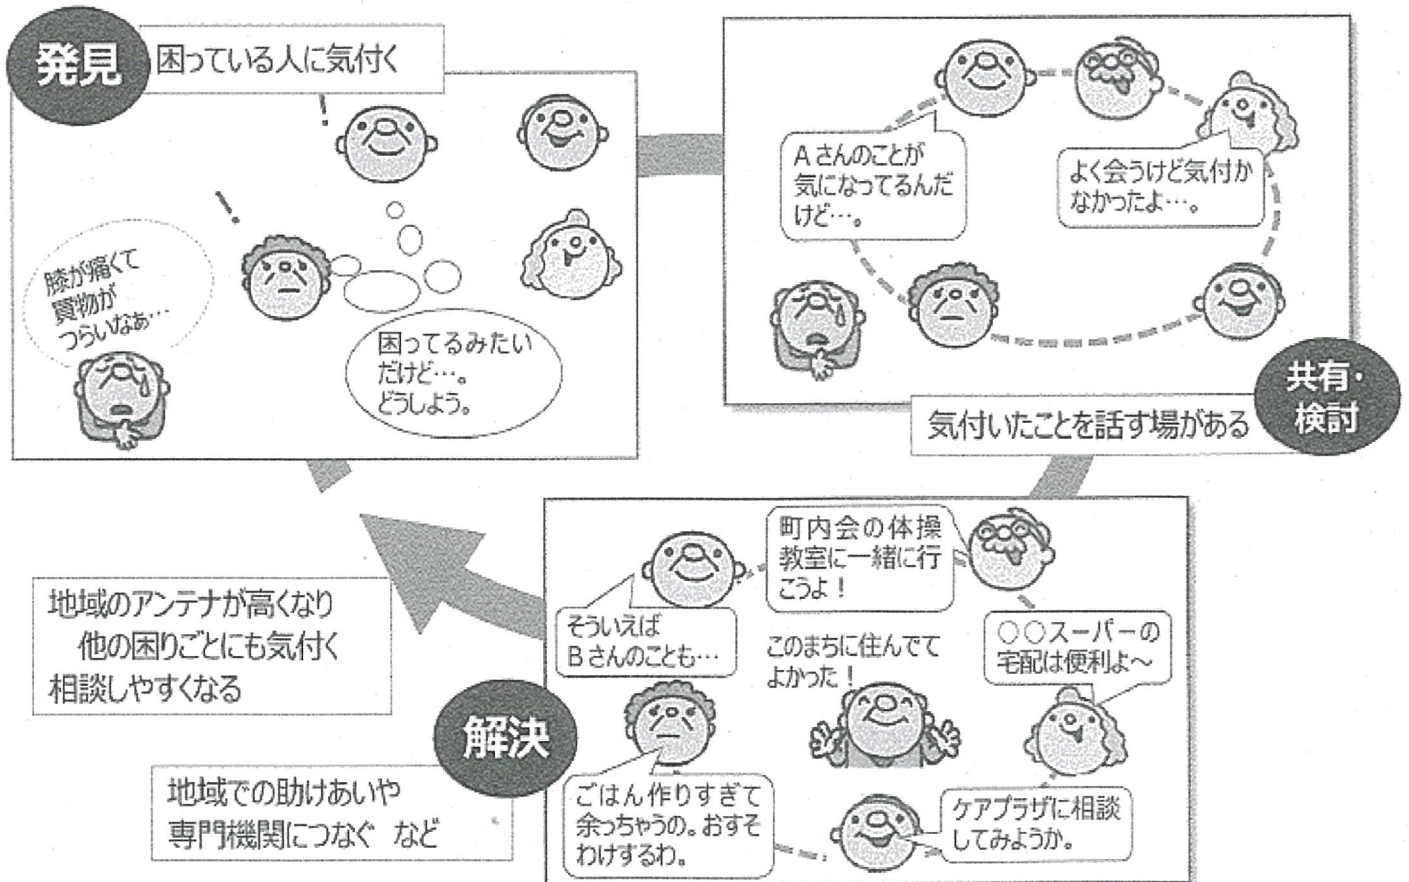 発見
困っている人に気付く
膝が痛くて
買物が
つらいなぁ…
困ってるみたい
だけど…。
どうしよう。
Aさんのことが
気になってるんだ
けど…。
よく会うけど気付か
なかったよ…。
気付いたことを話す場がある
共有・
検討
町内会の体操
教室に一緒に行
こうよ!
そういえば
Bさんのことも…
このまちに住んでて
よかった!
○○スーパーの
宅配は便利よ～
解決
ごはん作りすぎて
余っちゃうの。おすそ
わけするわ。
ケアプラザに相談
してみようか。
地域での助けあいや
専門機関につなぐ など
地域のアンテナが高くなり
他の困りごとにも気付く
相談しやすくなる